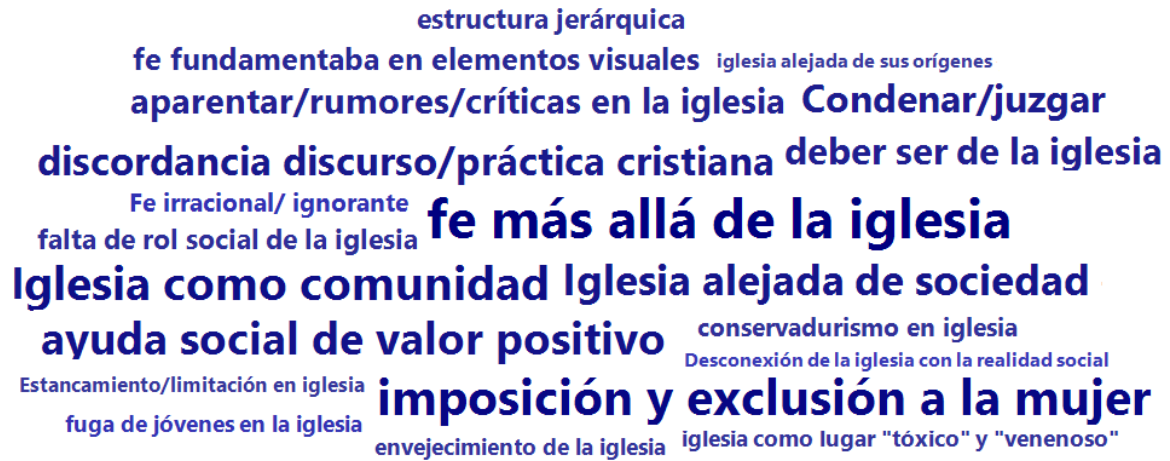 estructura jerárquica
fe fundamentaba en elementos visuales iglesia alejada de sus orígenes
aparentar/rumores/críticas en la iglesia Condenar/juzgar
discordancia discurso/práctica cristiana deber ser de la iglesia
Fe irracional/ ignorante
falta de rol social de la iglesia fe más allá de la iglesia
Iglesia como comunidad Iglesia alejada de sociedad
ayuda social de valor positivo conservadurismo en iglesia
Desconexión de la iglesia con la realidad social
Estancamiento/limitación en iglesia imposición y exclusión a la mujer
fuga de jóvenes en la iglesia
envejecimiento de la iglesia iglesia como lugar "tóxico" y "venenoso"